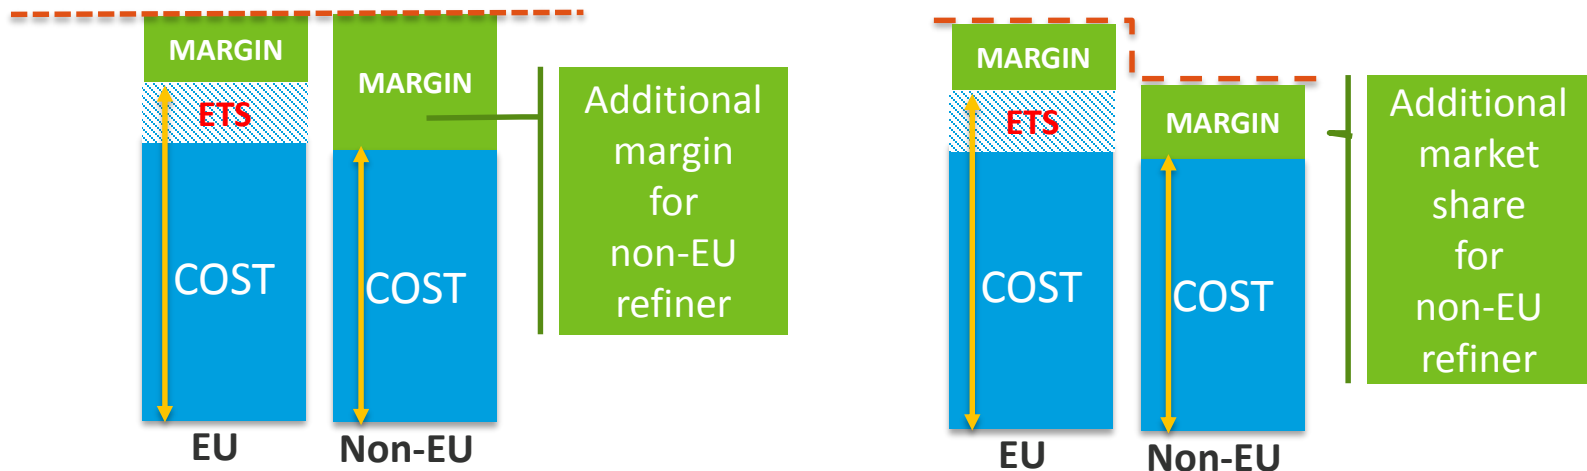 MARGIN
ETS
COST
EU
MARGIN
COST
Non-EU
Additional
margin
for
non-EU
refiner
MARGIN
ETS
COST
EU
MARGIN
COST
Non-EU
Additional
market
share
for
non-EU
refiner